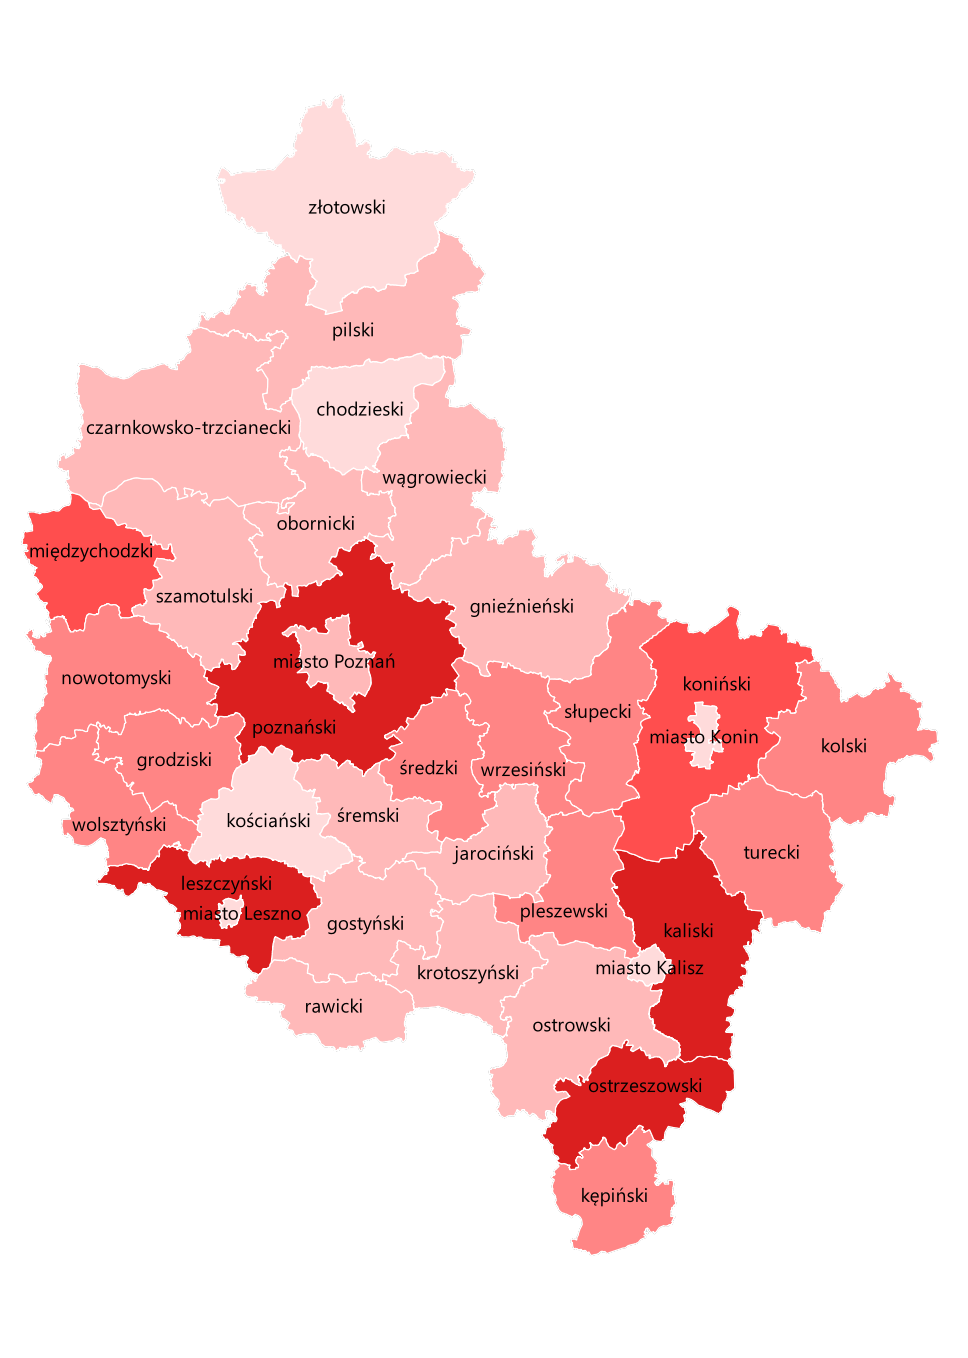 złotowski
pilski
chodzieski
czarnkowsko-trzcianecki
wągrowiecki
obornicki
międzychodzki
szamotulski
gnieźnieński
miasto Poznań
nowotomyski
koniński
słupecki
poznański
miasto Konin
kolski
grodziski
średzki
wrzesiński
śremski
kościański
wolsztyński
jarociński
turecki
leszczyński
pleszewski
miasto Leszno
gostyński
kaliski
miasto Kalisz
krotoszyński
rawicki
ostrowski
ostrzeszowski
kępiński